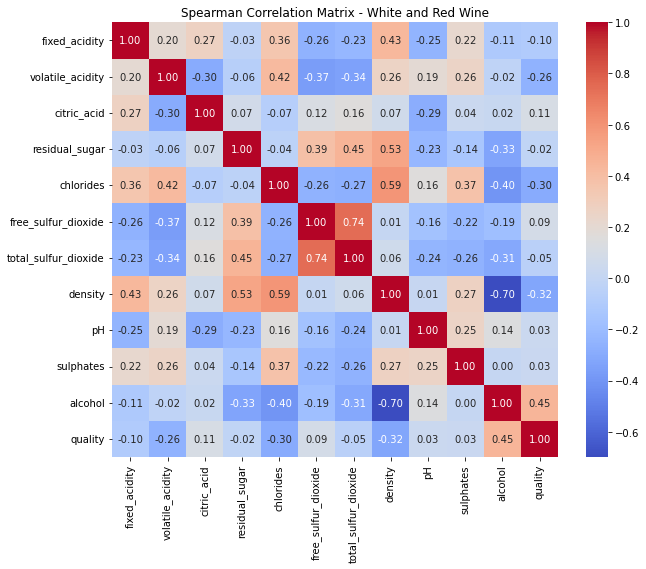 Spearman Correlation Matrix - White and Red Wine
fixed_acidity 1.00 0.20 0.27 -0.03 0.36 -0.26 -0.23 0.43 -0.25 0.22 -0.11 -0.10
volatile_acidity 0.20 1.00 -0.30 -0.06 0.42 -0.37 -0.34 0.26 0.19 0.26 -0.02 -0.26
citric_acid 0.27 -0.30 1.00 0.07 -0.07 0.12 0.16 0.07 -0.29 0.04 0.02 0.11
residual_sugar -0.03 -0.06 0.07 1.00 -0.04 0.39 0.45 0.53 -0.23 -0.14 -0.33 -0.02
chlorides 0.36 0.42 -0.07 -0.04 1.00 -0.26 -0.27 0.59 0.16 0.37 -0.40 -0.30
free_sulfur_dioxide -0.26 -0.37 0.12 0.39 -0.26 1.00 0.74 0.01 -0.16 -0.22 -0.19 0.09
total_sulfur_dioxide -0.23 -0.34 0.16 0.45 -0.27 0.74 1.00 0.06 -0.24 -0.26 -0.31 -0.05
density 0.43 0.26 0.07 0.53 0.59 0.01 0.06 1.00 0.01 0.27 -0.70 -0.32
pH -0.25 0.19 -0.29 -0.23 0.16 -0.16 -0.24 0.01 1.00 0.25 0.14 0.03
sulphates 0.22 0.26 0.04 -0.14 0.37 -0.22 -0.26 0.27 0.25 1.00 0.00 0.03
alcohol -0.11 -0.02 0.02 -0.33 -0.40 -0.19 -0.31 -0.70 0.14 0.00 1.00 0.45
quality -0.10 -0.26 0.11 -0.02 -0.30 0.09 -0.05 -0.32 0.03 0.03 0.45 1.00
fixed_acidity
volatile_acidity
citric_acid
residual_sugar
chlorides
free_sulfur_dioxide
total_sulfur_dioxide
density
pH
sulphates
alcohol
quality
1.0
0.8
0.6
0.4
0.2
0.0
−0.2
−0.4
−0.6